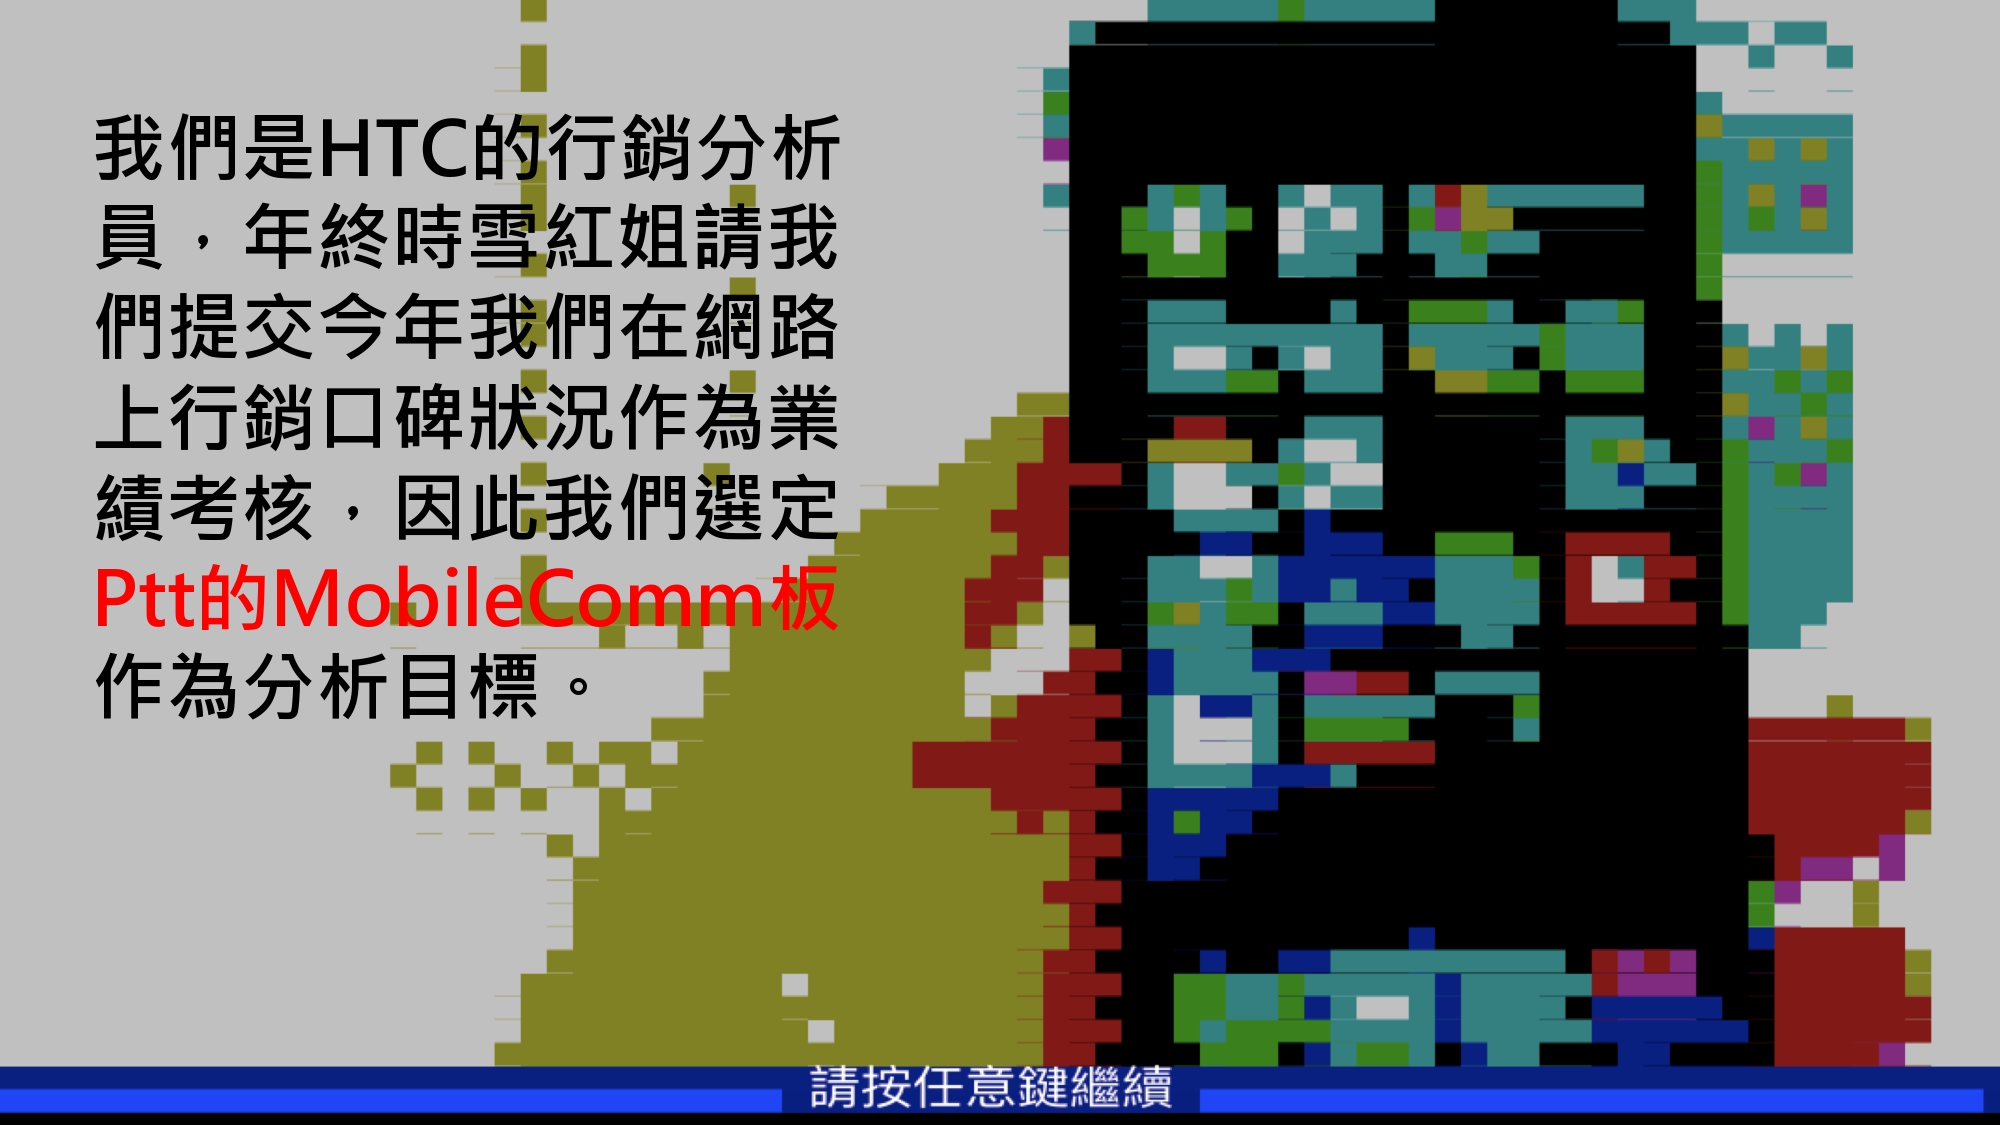 我們是HTC的行銷分析
員，年終時雪紅姐請我
們提交今年我們在網路
上行銷口碑狀況作為業
績考核，因此我們選定
Ptt的MobileComm板
作為分析目標。
請按任意鍵繼續